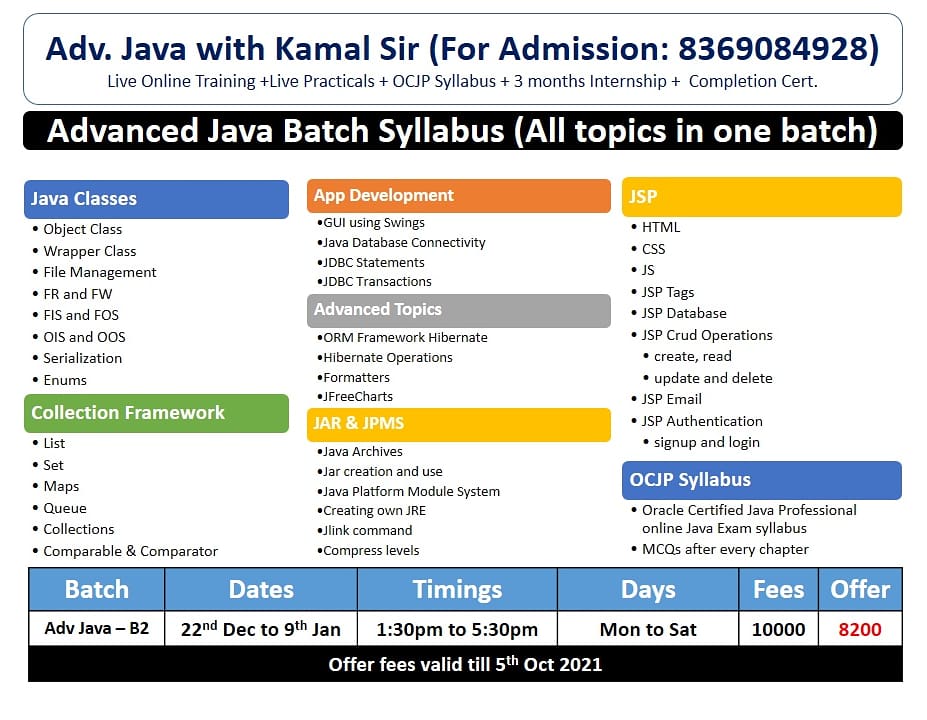 Adv. Java with Kamal Sir (For Admission: 8369084928)
Live Online Training +Live Practicals + OCJP Syllabus + 3 months Internship + Completion Cert.
Advanced Java Batch Syllabus (All topics in one batch)
Java Classes
• Object Class
• Wrapper Class
• File Management
• FR and FW
• FIS and FOS
• OIS and OOS
• Serialization
• Enums
Collection Framework
• List
• Set
• Maps
• Queue
• Collections
• Comparable & Comparator
App Development
•GUI using Swings
•Java Database Connectivity
•JDBC Statements
•JDBC Transactions
Advanced Topics
•ORM Framework Hibernate
•Hibernate Operations
•Formatters
•JFreeCharts
JAR & JPMS
•Java Archives
•Jar creation and use
•Java Platform Module System
•Creating own JRE
•Jlink command
•Compress levels
JSP
• HTML
• CSS
• JS
• JSP Tags
• JSP Database
• JSP Crud Operations
• create, read
• update and delete
• JSP Email
• JSP Authentication
• signup and login
OCJP Syllabus
• Oracle Certified Java Professional
online Java Exam syllabus
• MCQs after every chapter
Batch Dates Timings Days Fees Offer
Adv Java – B2 22nd Dec to 9th Jan 1:30pm to 5:30pm Mon to Sat 10000 8200
Offer fees valid till 5th Oct 2021